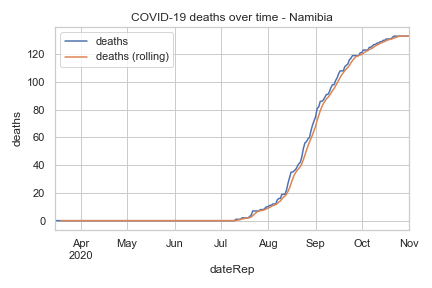 COVID-19 deaths over time - Namibia
deaths
deaths (rolling)
120
100
80
60
40
20
0
deaths
Apr May Jun Jul Aug Sep Oct Nov
2020
dateRep